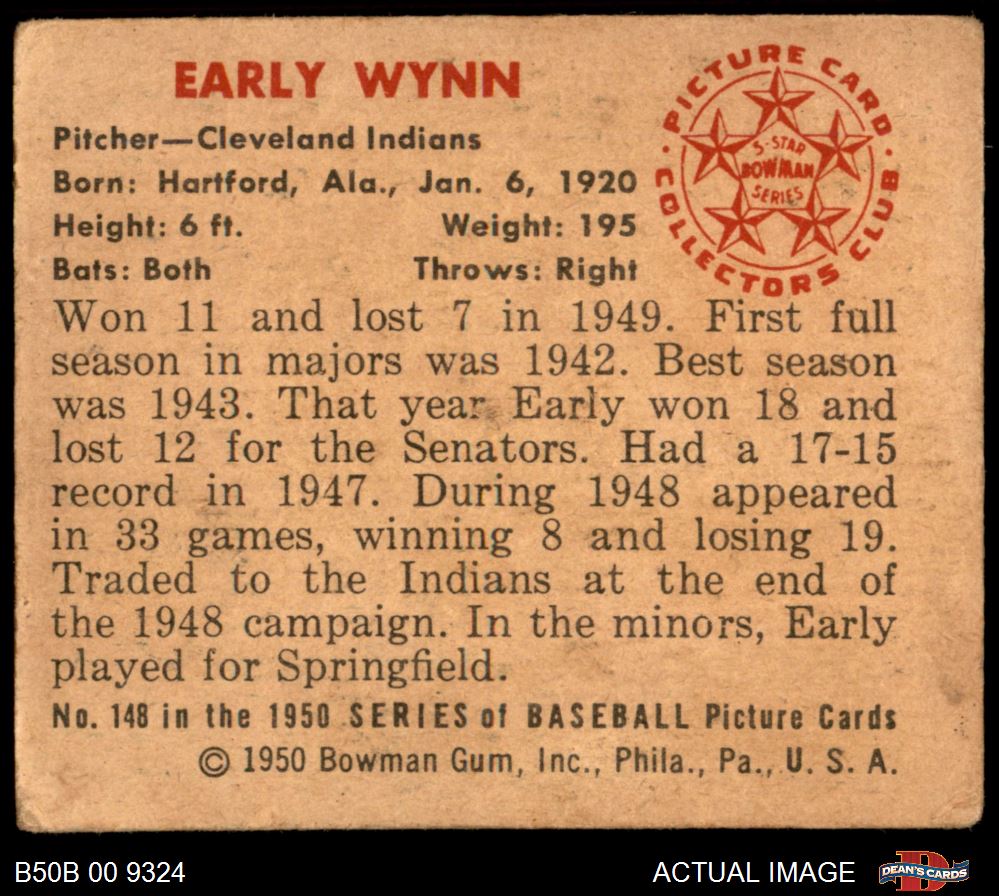 EARLY WYNN
Pitcher—Cleveland Indians
Born: Hartford, Ala., Jan. 6, 1920
Height: 6 ft. Weight: 195
Bats: Both Throws: Right
PICTURE CARD
COLLECTORS CLUB
5-STAR
BOWMAN
SERIES
Won 11 and lost 7 in 1949. First full
season in majors was 1942. Best season
was 1943. That year Early won 18 and
lost 12 for the Senators. Had a 17-15
record in 1947. During 1948 appeared
in 33 games, winning 8 and losing 19.
Traded to the Indians at the end of
the 1948 campaign. In the minors, Early
played for Springfield.
No. 148 in the 1950 SERIES of BASEBALL Picture Cards
© 1950 Bowman Gum, Inc., Phila., Pa., U. S. A.
B50B 00 9324
ACTUAL IMAGE
D
DEAN'S CARDS